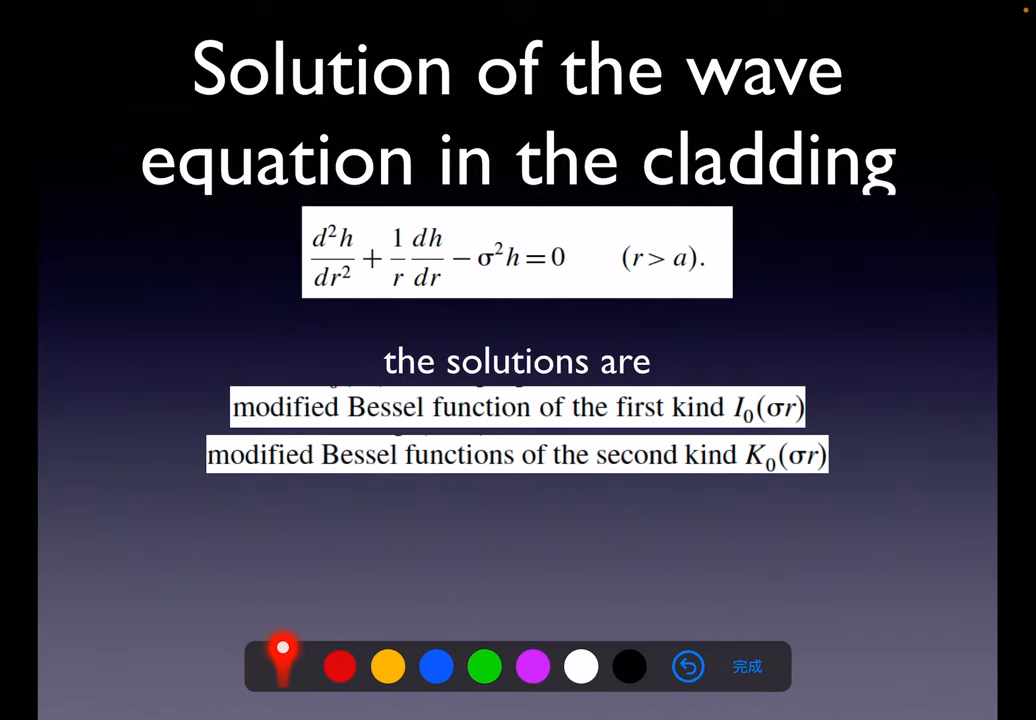 Solution of the wave
equation in the cladding
d²h/dr² + 1/r dh/dr − σ²h = 0 (r > a).
the solutions are
modified Bessel function of the first kind I₀(σr)
modified Bessel functions of the second kind K₀(σr)
完成